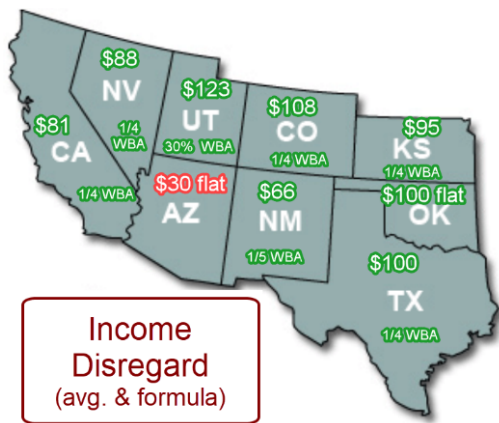 $88
NV
1/4
WBA
$123
UT
30% WBA
$108
CO
1/4 WBA
$95
KS
1/4 WBA
$81
CA
1/4 WBA
$30 flat
AZ
$66
NM
1/5 WBA
$100 flat
OK
$100
TX
1/4 WBA
Income
Disregard
(avg. & formula)